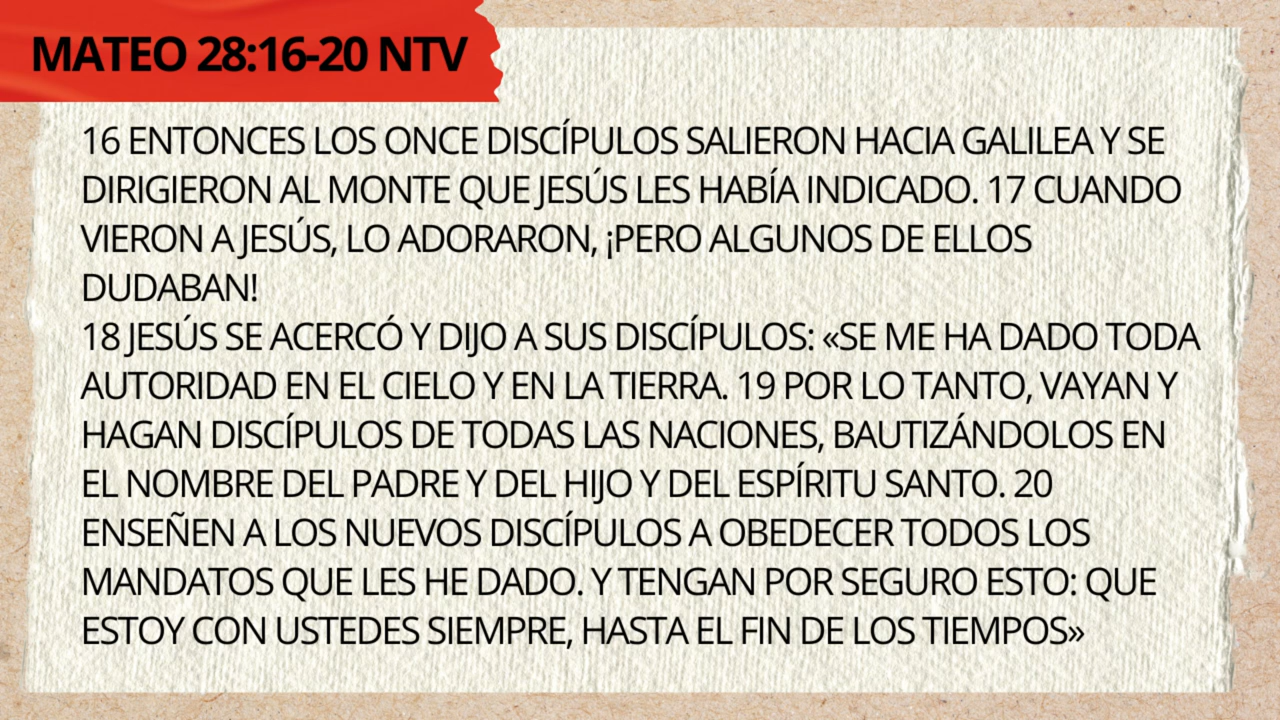 MATEO 28:16-20 NTV
16 ENTONCES LOS ONCE DISCÍPULOS SALIERON HACIA GALILEA Y SE
DIRIGIERON AL MONTE QUE JESÚS LES HABÍA INDICADO. 17 CUANDO
VIERON A JESÚS, LO ADORARON, ¡PERO ALGUNOS DE ELLOS
DUDABAN!
18 JESÚS SE ACERCÓ Y DIJO A SUS DISCÍPULOS: «SE ME HA DADO TODA
AUTORIDAD EN EL CIELO Y EN LA TIERRA. 19 POR LO TANTO, VAYAN Y
HAGAN DISCÍPULOS DE TODAS LAS NACIONES, BAUTIZÁNDOLOS EN
EL NOMBRE DEL PADRE Y DEL HIJO Y DEL ESPÍRITU SANTO. 20
ENSEÑEN A LOS NUEVOS DISCÍPULOS A OBEDECER TODOS LOS
MANDATOS QUE LES HE DADO. Y TENGAN POR SEGURO ESTO: QUE
ESTOY CON USTEDES SIEMPRE, HASTA EL FIN DE LOS TIEMPOS»